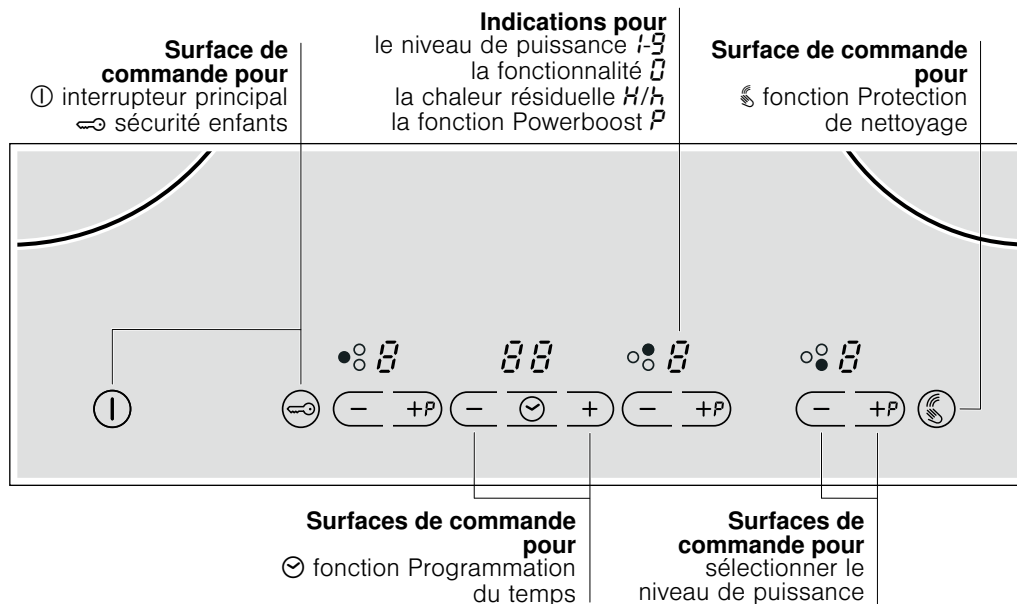 Surface de
commande pour
interrupteur principal
sécurité enfants
Indications pour
le niveau de puissance 1-9
la fonctionnalité 0
la chaleur résiduelle H/h
la fonction Powerboost P
Surface de commande
pour
fonction Protection
de nettoyage
8 88 8 8
− +P − + − +P − +P
Surfaces de commande
pour
fonction Programmation
du temps
Surfaces de
commande pour
sélectionner le
niveau de puissance